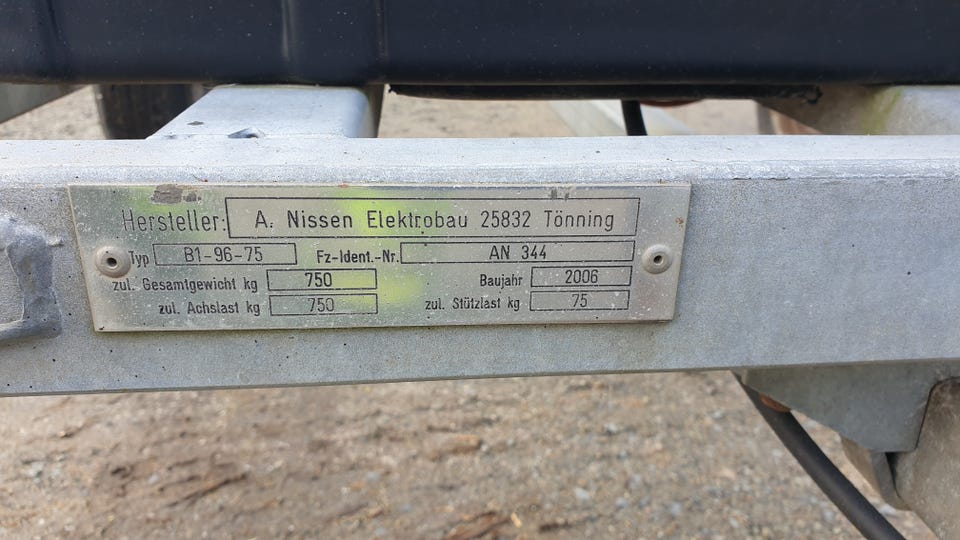 Hersteller: A. Nissen Elektrobau 25832 Tönning
Typ B1-96-75 Fz-Ident.-Nr. AN 344
zul. Gesamtgewicht kg 750 Baujahr 2006
zul. Achslast kg 750 zul. Stützlast kg 75